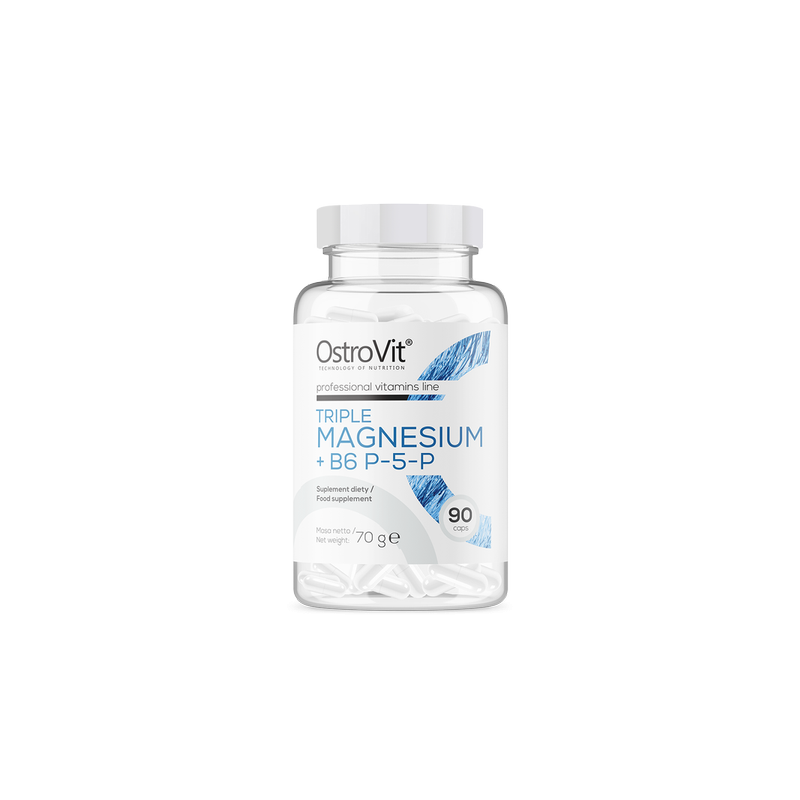 OstroVit®
TECHNOLOGY OF NUTRITION
professional vitamins line
TRIPLE
MAGNESIUM
+ B6 P-5-P
Suplement diety /
Food supplement
90
caps
Masa netto /
Net weight: 70 g ℮